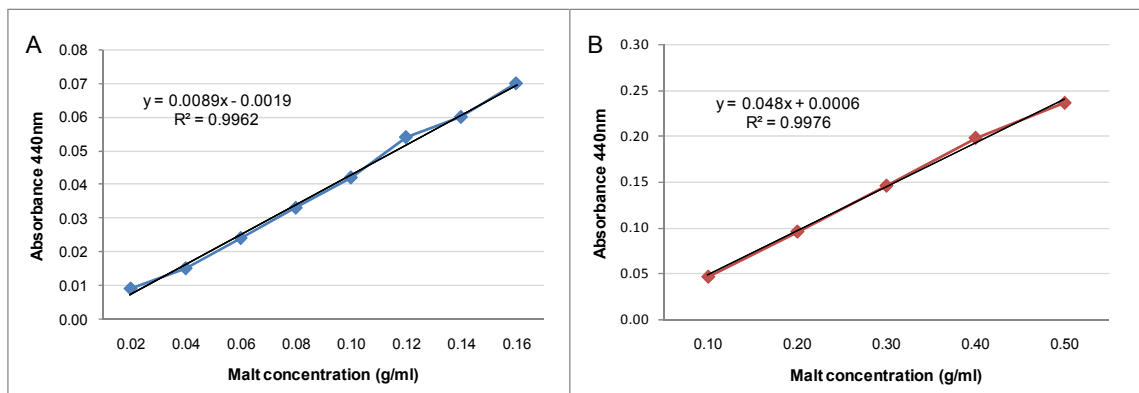 A
Absorbance 440nm
0.08
0.07
0.06
0.05
0.04
0.03
0.02
0.01
0.00
y = 0.0089x - 0.0019
R² = 0.9962
0.02 0.04 0.06 0.08 0.10 0.12 0.14 0.16
Malt concentration (g/ml)
B
Absorbance 440nm
0.30
0.25
0.20
0.15
0.10
0.05
0.00
y = 0.048x + 0.0006
R² = 0.9976
0.10 0.20 0.30 0.40 0.50
Malt concentration (g/ml)